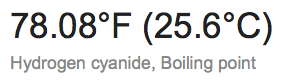 78.08°F (25.6°C)
Hydrogen cyanide, Boiling point